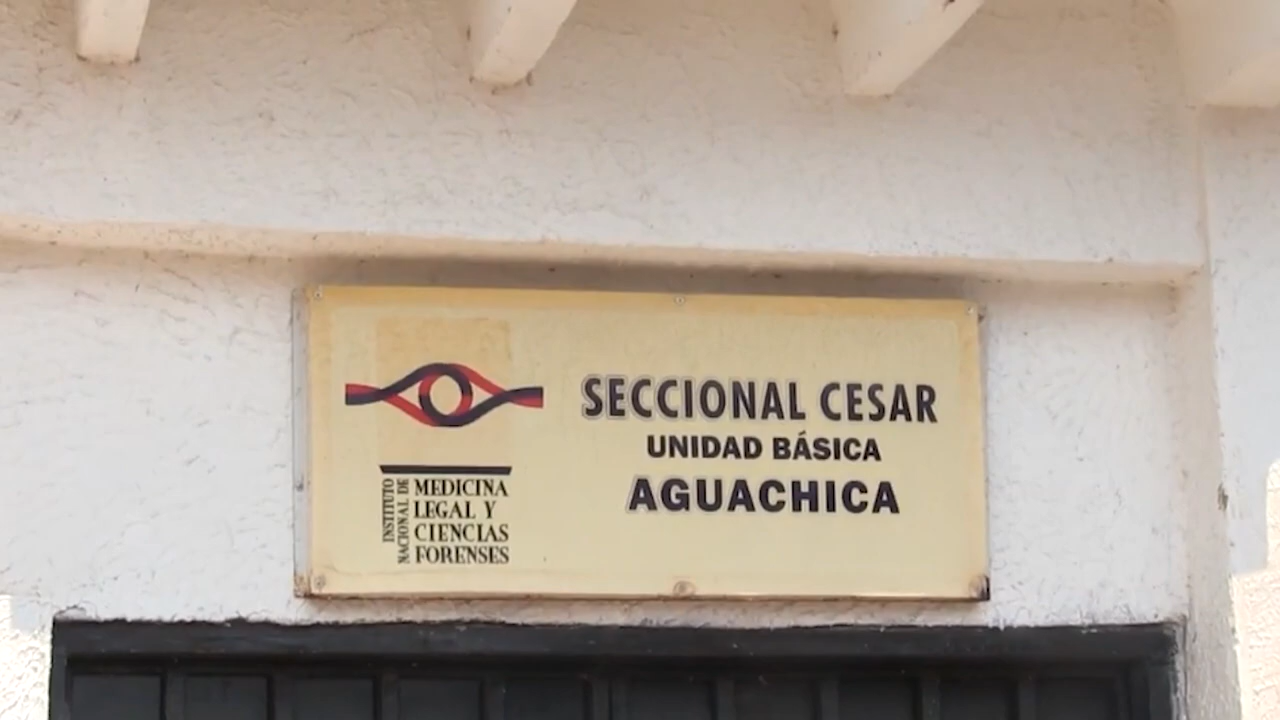 INSTITUTO
NACIONAL DE
MEDICINA
LEGAL Y
CIENCIAS
FORENSES
SECCIONAL CESAR
UNIDAD BÁSICA
AGUACHICA